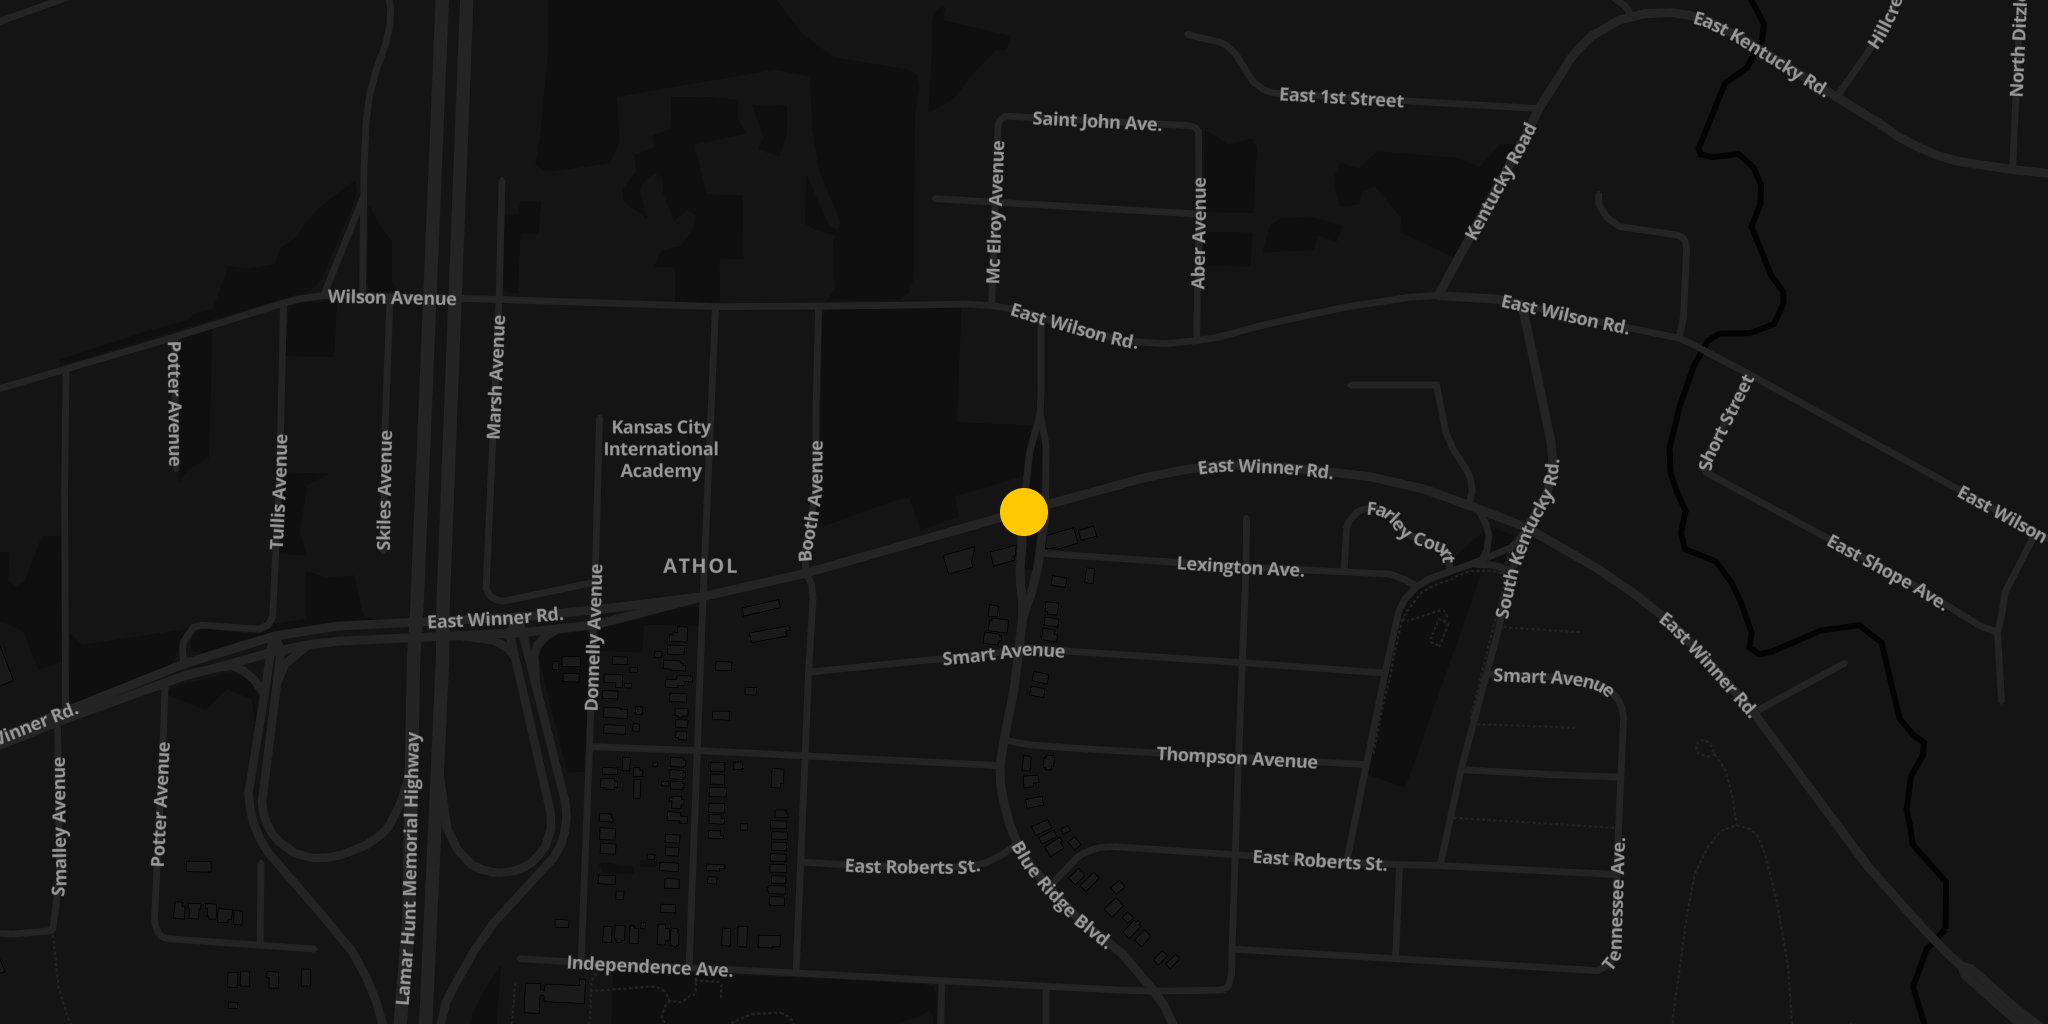 East Kentucky Rd.
Hillcre
North Ditzl
East 1st Street
Saint John Ave.
Mc Elroy Avenue
Aber Avenue
Kentucky Road
Wilson Avenue
East Wilson Rd.
East Wilson Rd.
Potter Avenue
Marsh Avenue
Tullis Avenue
Skiles Avenue
Kansas City
International
Academy
Booth Avenue
East Winner Rd.
Short Street
East Wilson
Farley Court
South Kentucky Rd.
East Shope Ave.
ATHOL
Lexington Ave.
East Winner Rd.
Donnelly Avenue
Smart Avenue
East Winner Rd.
Smart Avenue
Winner Rd.
Thompson Avenue
Smalley Avenue
Potter Avenue
Lamar Hunt Memorial Highway
East Roberts St.
Blue Ridge Blvd.
East Roberts St.
Tennessee Ave.
Independence Ave.